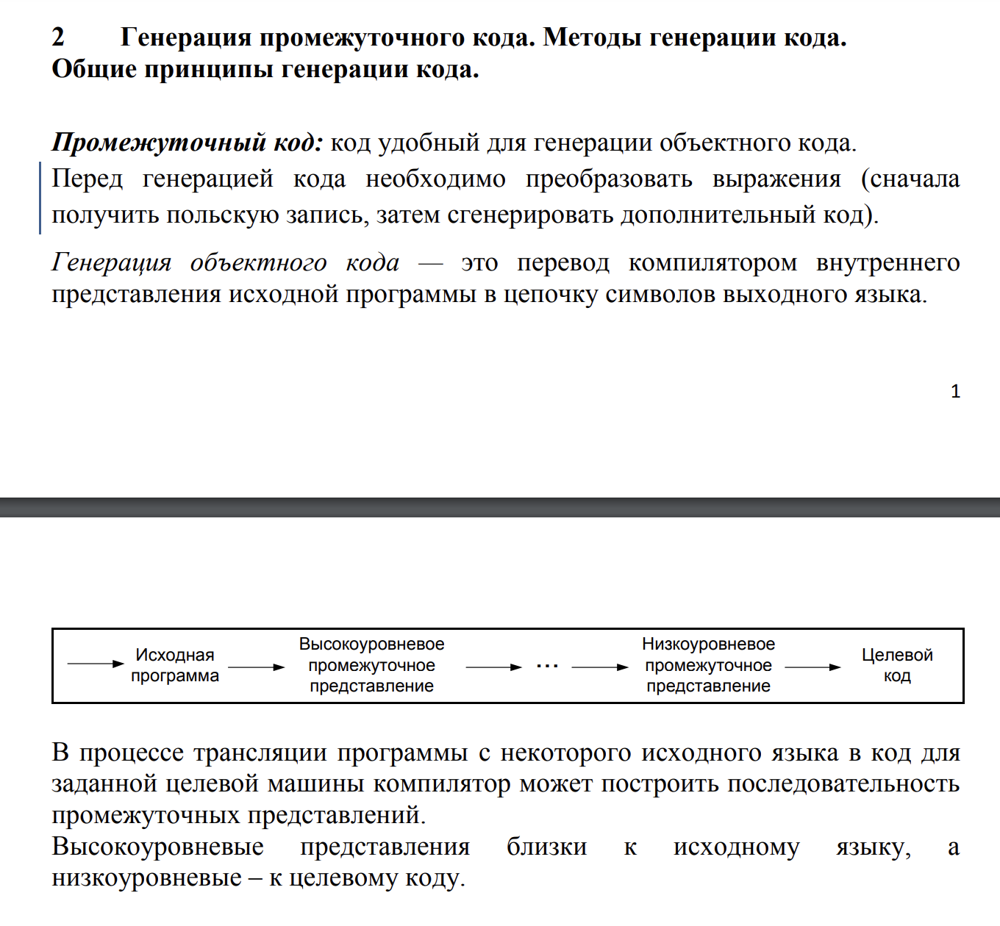 2 Генерация промежуточного кода. Методы генерации кода.
Общие принципы генерации кода.
Промежуточный код: код удобный для генерации объектного кода.
Перед генерацией кода необходимо преобразовать выражения (сначала
получить польскую запись, затем сгенерировать дополнительный код).
Генерация объектного кода — это перевод компилятором внутреннего
представления исходной программы в цепочку символов выходного языка.
1
Исходная
программа
Высокоуровневое
промежуточное
представление
...
Низкоуровневое
промежуточное
представление
Целевой
код
В процессе трансляции программы с некоторого исходного языка в код для
заданной целевой машины компилятор может построить последовательность
промежуточных представлений.
Высокоуровневые представления близки к исходному языку, а
низкоуровневые – к целевому коду.